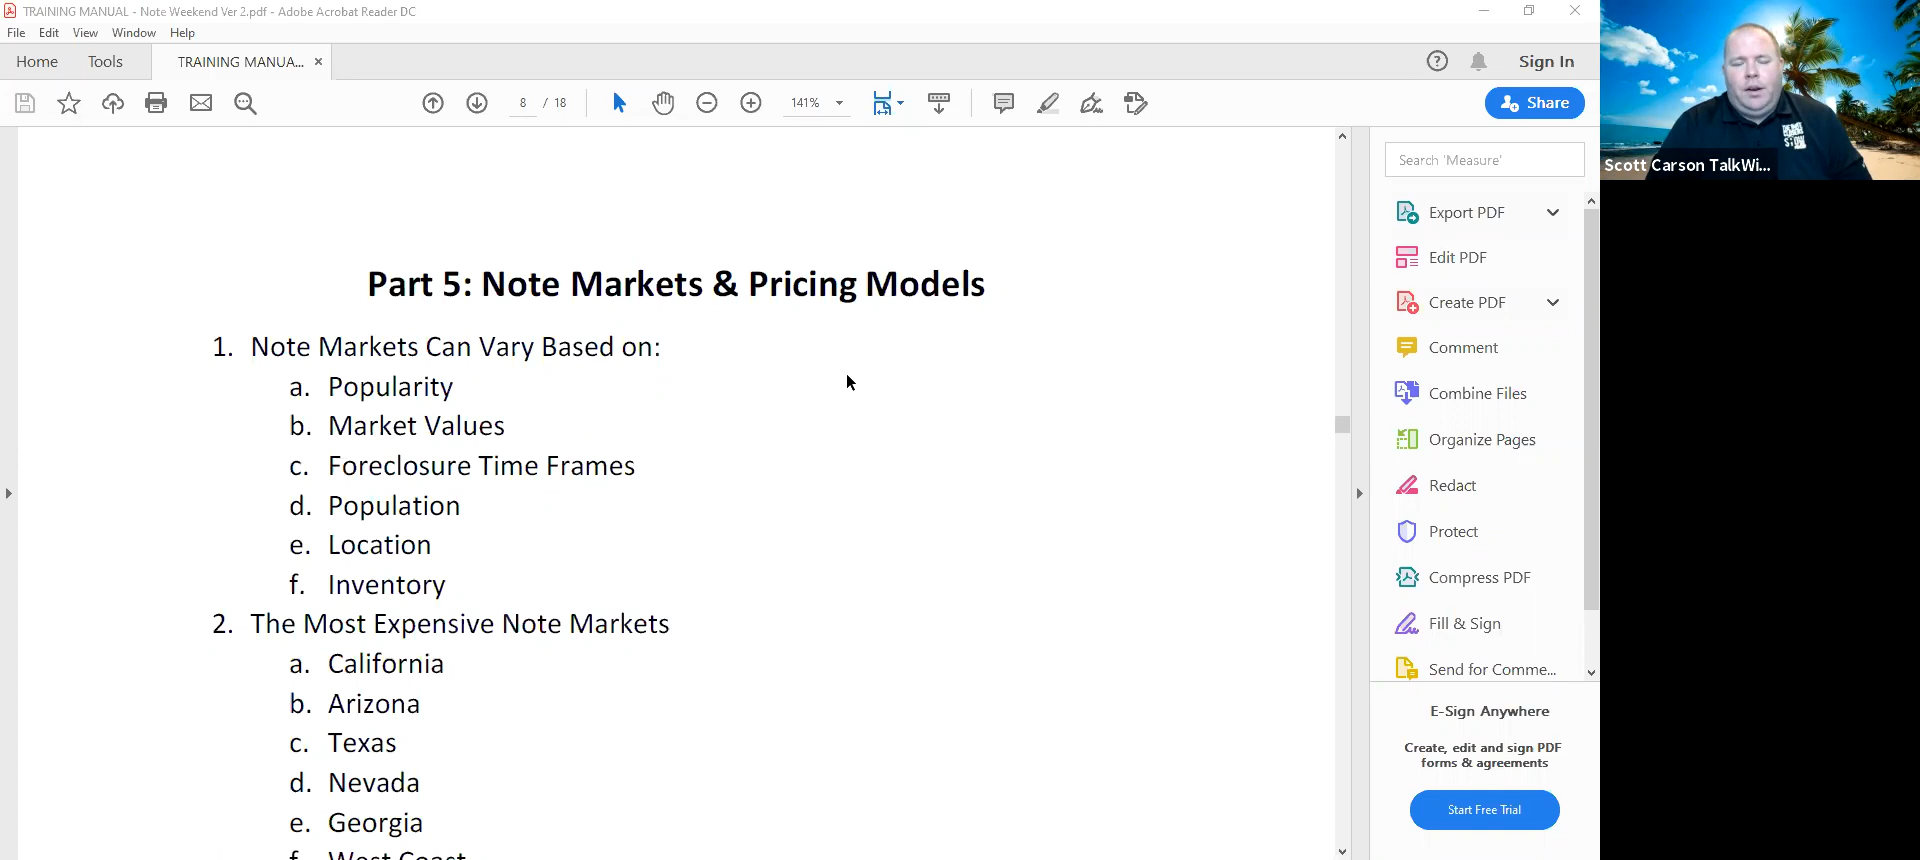 TRAINING MANUAL - Note Weekend Ver 2.pdf - Adobe Acrobat Reader DC
File Edit View Window Help
Home Tools TRAINING MANUA... ×
Sign In
8 / 18
141%
Share
Search 'Measure'
Scott Carson TalkWi...
Export PDF
Edit PDF
Create PDF
Comment
Combine Files
Organize Pages
Redact
Protect
Compress PDF
Fill & Sign
Send for Comme...
E-Sign Anywhere
Create, edit and sign PDF
forms & agreements
Start Free Trial
Part 5: Note Markets & Pricing Models
1. Note Markets Can Vary Based on:
a. Popularity
b. Market Values
c. Foreclosure Time Frames
d. Population
e. Location
f. Inventory
2. The Most Expensive Note Markets
a. California
b. Arizona
c. Texas
d. Nevada
e. Georgia
f. West Coast